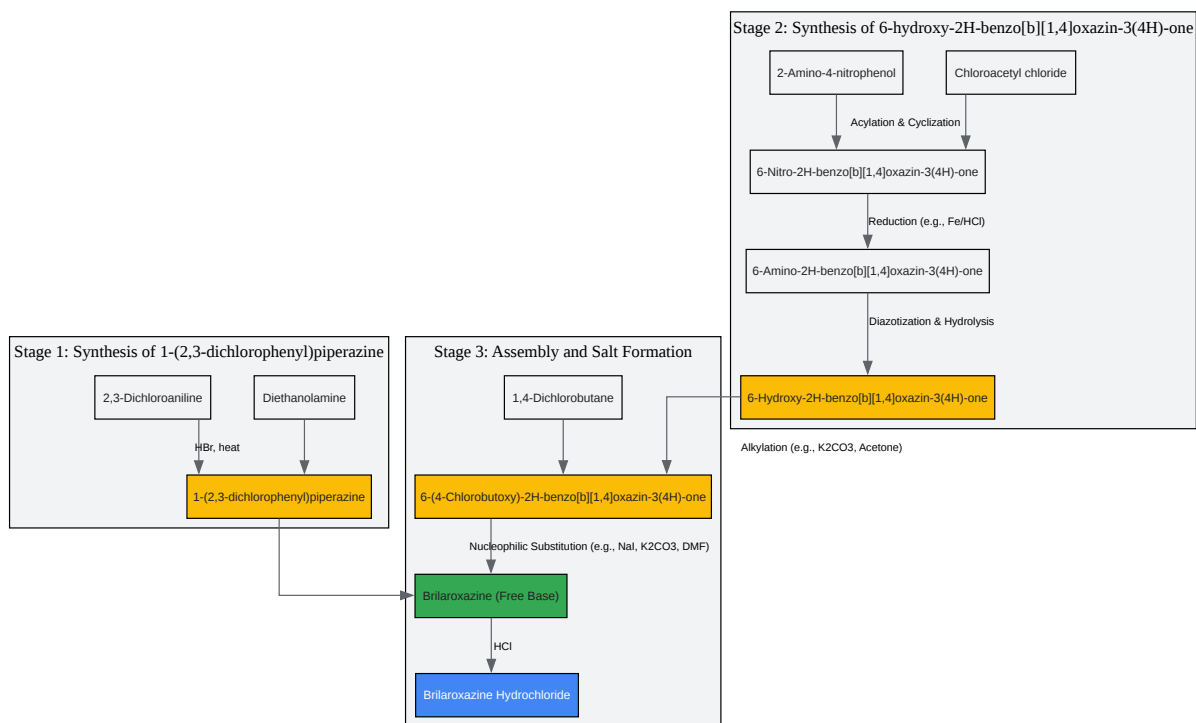 Stage 2: Synthesis of 6-hydroxy-2H-benzo[b][1,4]oxazin-3(4H)-one
2-Amino-4-nitrophenol
Chloroacetyl chloride
Acylation & Cyclization
6-Nitro-2H-benzo[b][1,4]oxazin-3(4H)-one
Reduction (e.g., Fe/HCl)
6-Amino-2H-benzo[b][1,4]oxazin-3(4H)-one
Diazotization & Hydrolysis
6-Hydroxy-2H-benzo[b][1,4]oxazin-3(4H)-one
Alkylation (e.g., K2CO3, Acetone)
Stage 1: Synthesis of 1-(2,3-dichlorophenyl)piperazine
2,3-Dichloroaniline
Diethanolamine
HBr, heat
1-(2,3-dichlorophenyl)piperazine
Stage 3: Assembly and Salt Formation
1,4-Dichlorobutane
6-(4-Chlorobutoxy)-2H-benzo[b][1,4]oxazin-3(4H)-one
Nucleophilic Substitution (e.g., NaI, K2CO3, DMF)
Brilaroxazine (Free Base)
HCl
Brilaroxazine Hydrochloride